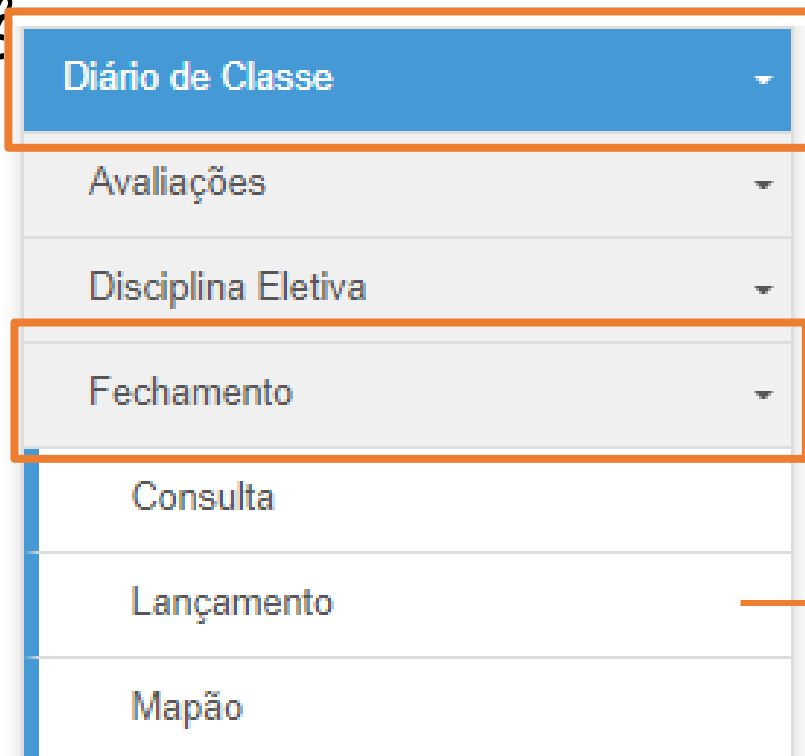 Diário de Classe
Avaliações
Disciplina Eletiva
Fechamento
Consulta
Lançamento
Mapão